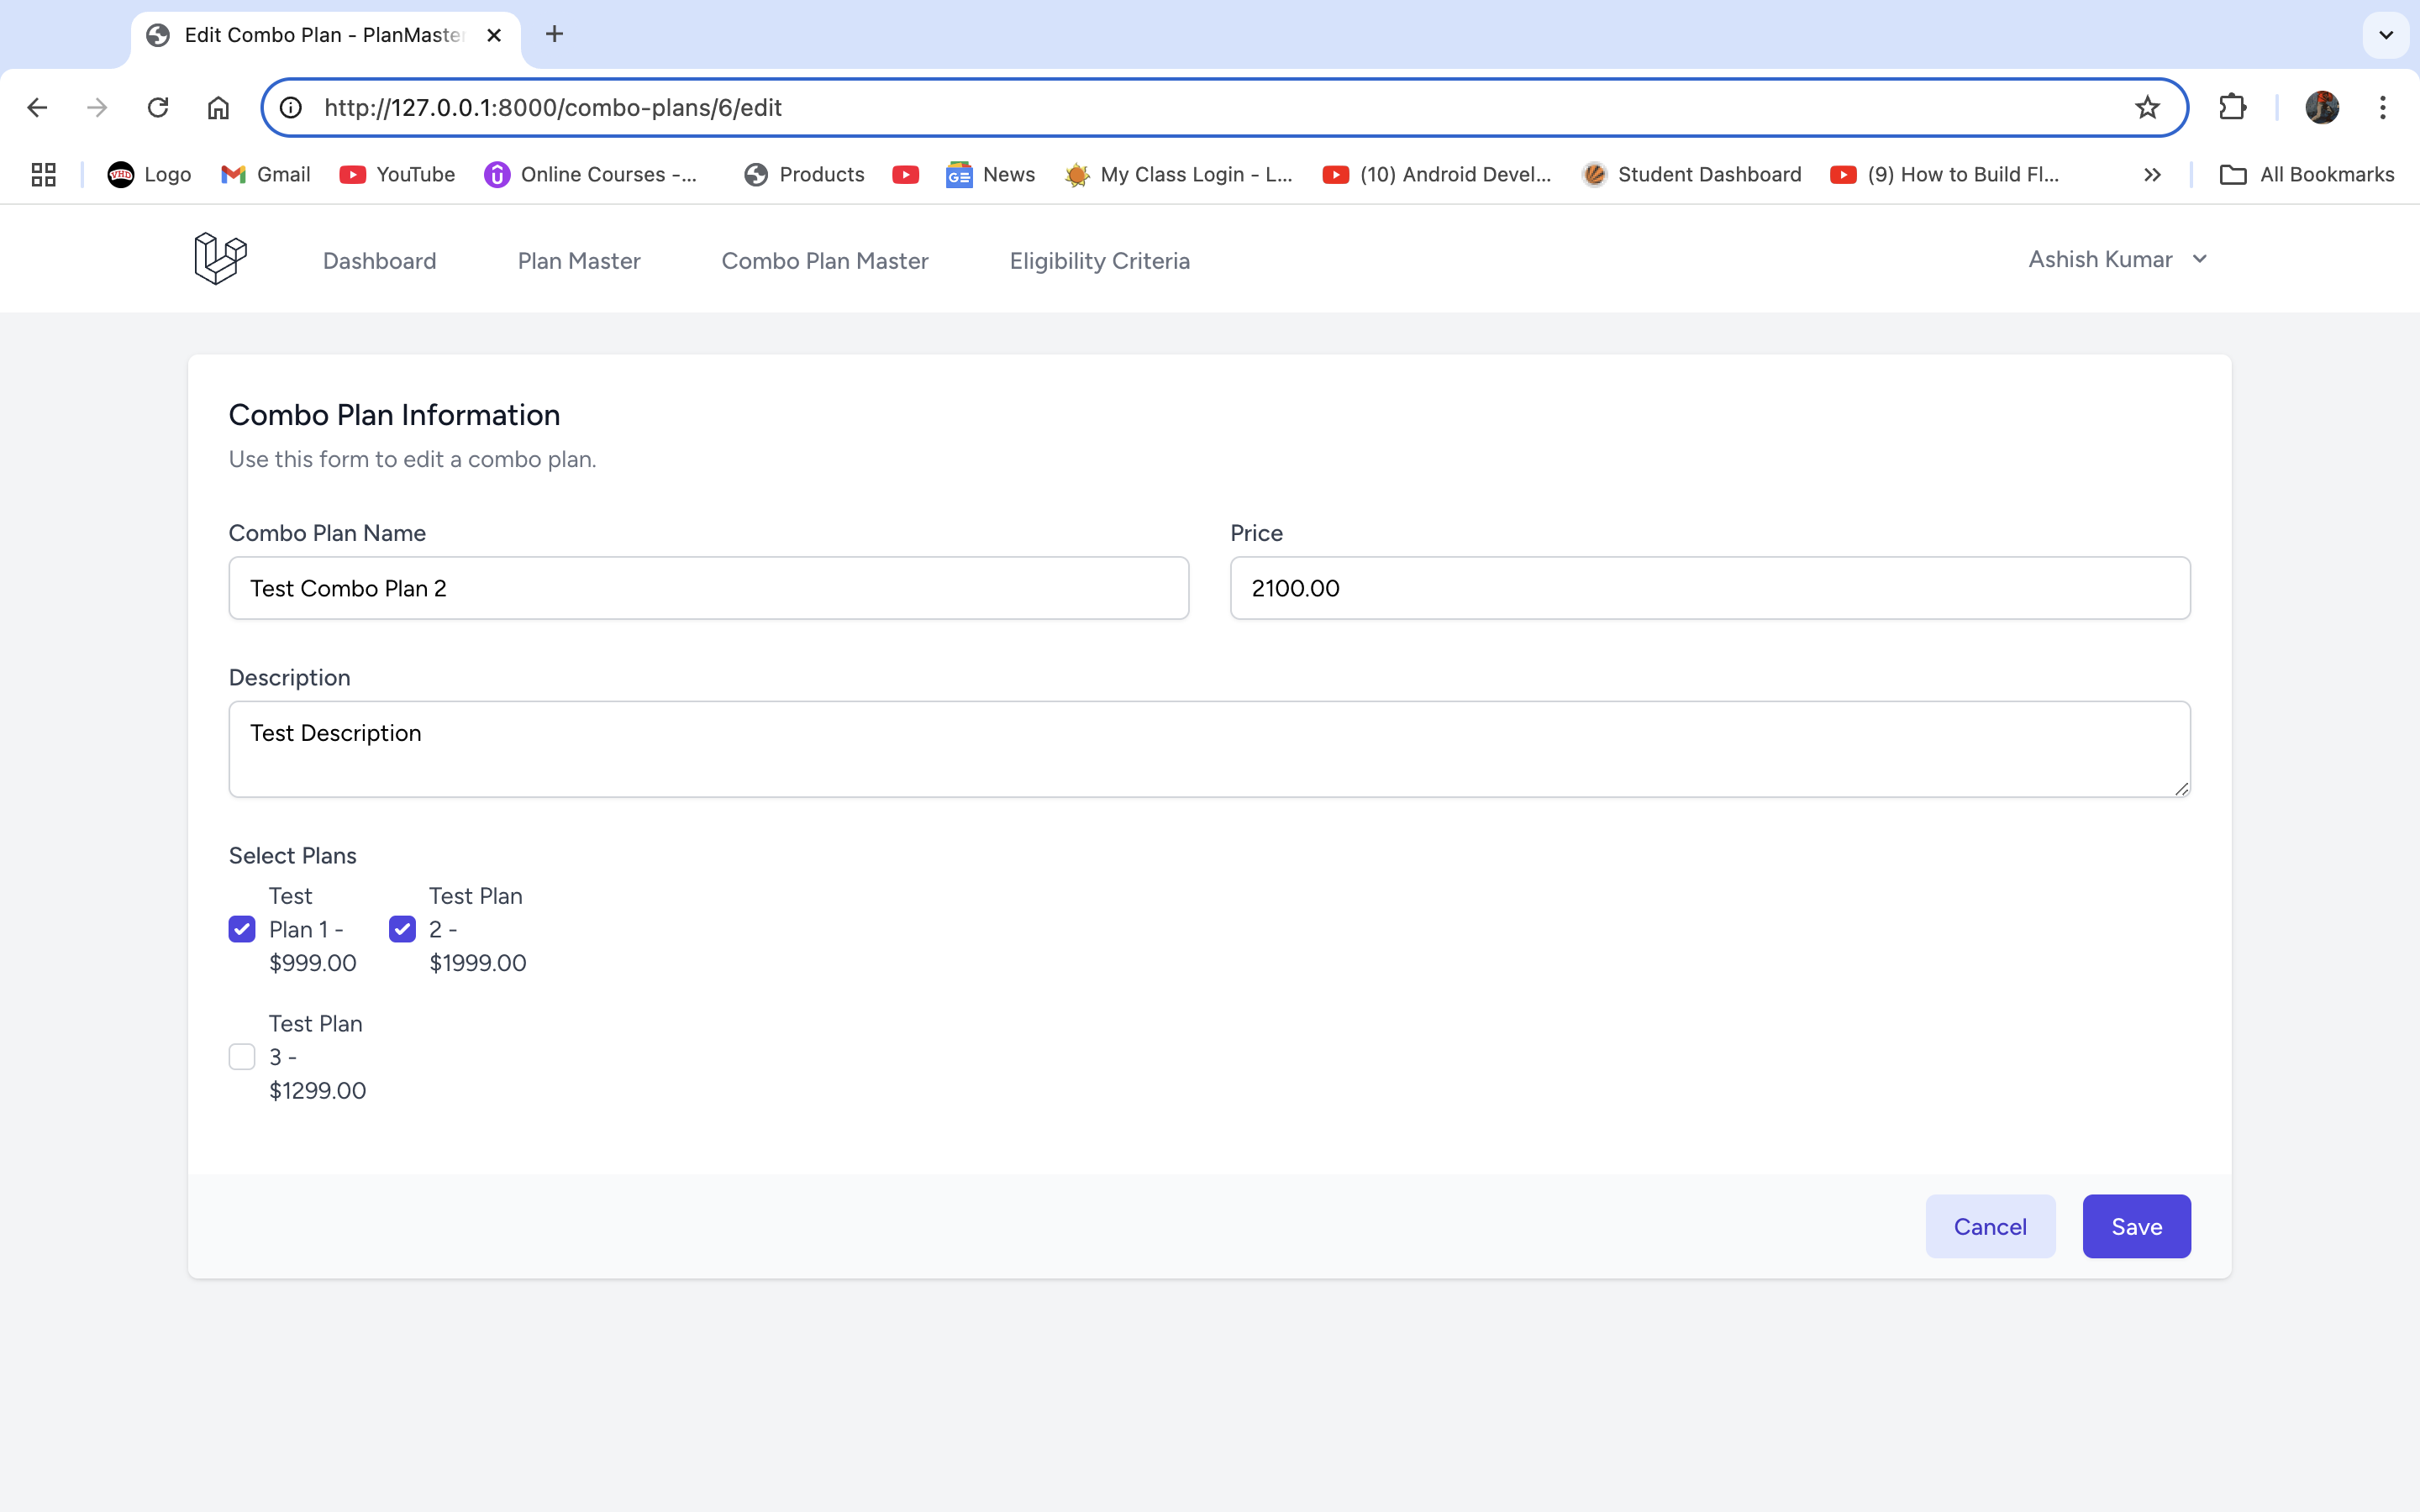 Edit Combo Plan - PlanMaster
http://127.0.0.1:8000/combo-plans/6/edit
Logo Gmail YouTube Online Courses -... Products News My Class Login - L... (10) Android Devel... Student Dashboard (9) How to Build Fl... All Bookmarks
Dashboard Plan Master Combo Plan Master Eligibility Criteria Ashish Kumar
Combo Plan Information
Use this form to edit a combo plan.
Combo Plan Name Price
Test Combo Plan 2 2100.00
Description
Test Description
Select Plans
Test Test Plan
Plan 1 - 2 -
$999.00 $1999.00
Test Plan
3 -
$1299.00
Cancel Save